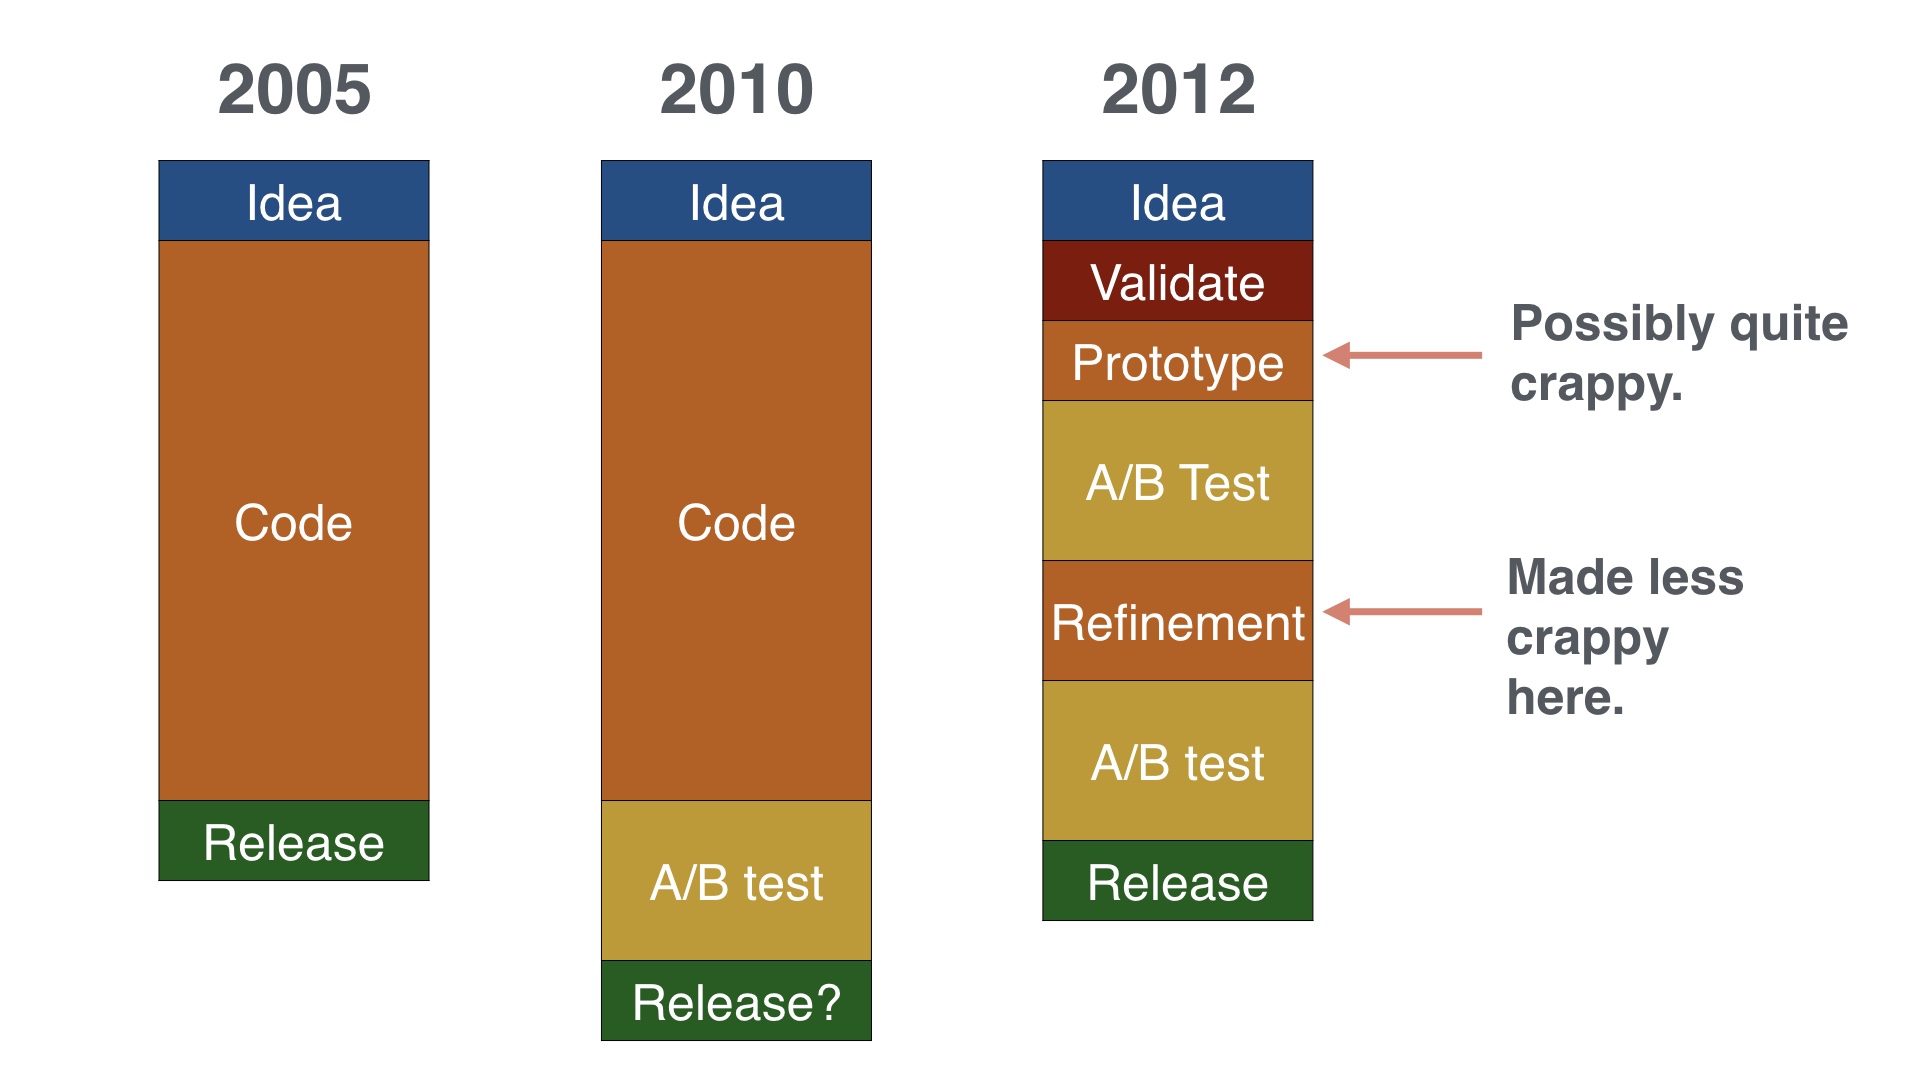 2005
Idea
Code
Release
2010
Idea
Code
A/B test
Release?
2012
Idea
Validate
Prototype
A/B Test
Refinement
A/B test
Release
Possibly quite
crappy.
Made less
crappy
here.